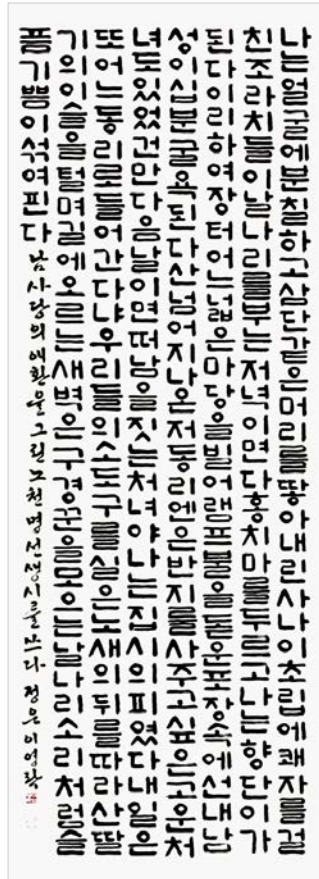 나는얼굴에분칠하고삼단같은머리를땋아내린사나이초립에쾌자를걸
친조라치들이날나리를부는저녁이면다홍치마를두르고나는향단이가
된다이리하여장터어느넓은마당을빌어램프불을돋운포장속에선내남
성이십분굴욕된다산넘어지나온저동리엔은반지를사주고싶은고운처
녀도있었건만다음날이면떠남을짓는처녀야나는집시의피였다내일은
또어느동리로들어간다냐우리들의소도구를실은노새의뒤를따라산딸
기의이슬을털며길에오르는새벽은구경꾼을모으는날나리소리처럼슬
픔기쁨이섞여핀다 남사당의애환을그린노천명선생시를쓰다 정은이영락